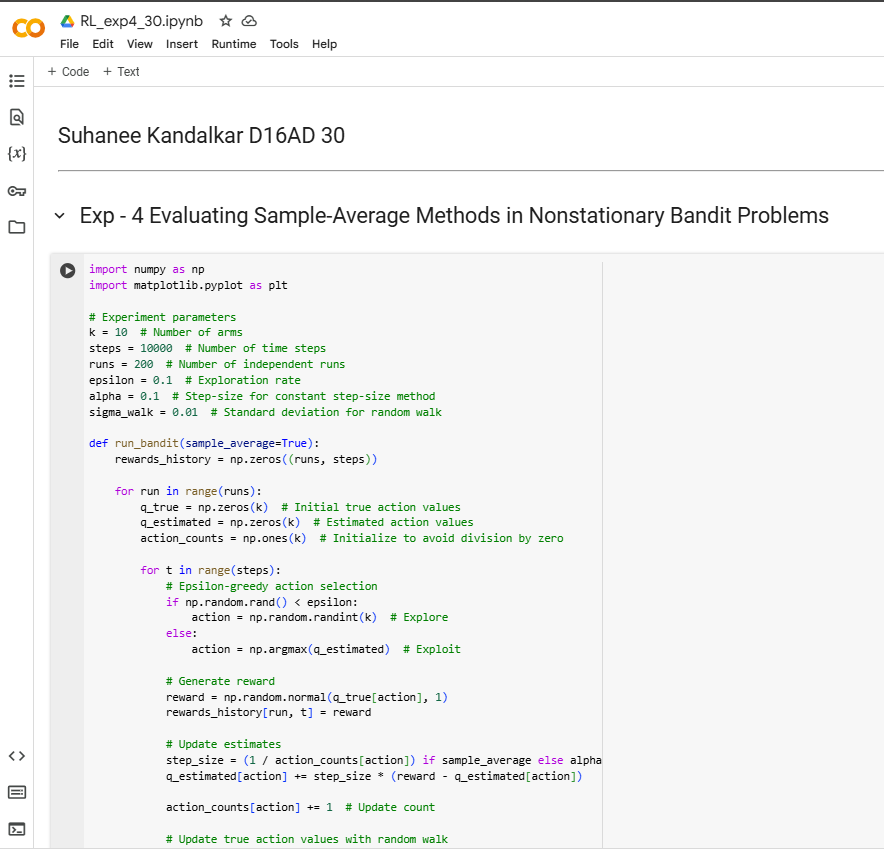 RL_exp4_30.ipynb
File Edit View Insert Runtime Tools Help
+ Code + Text
Suhanee Kandalkar D16AD 30
Exp - 4 Evaluating Sample-Average Methods in Nonstationary Bandit Problems
import numpy as np
import matplotlib.pyplot as plt
# Experiment parameters
k = 10  # Number of arms
steps = 10000  # Number of time steps
runs = 200  # Number of independent runs
epsilon = 0.1  # Exploration rate
alpha = 0.1  # Step-size for constant step-size method
sigma_walk = 0.01  # Standard deviation for random walk
def run_bandit(sample_average=True):
    rewards_history = np.zeros((runs, steps))
    for run in range(runs):
        q_true = np.zeros(k)  # Initial true action values
        q_estimated = np.zeros(k)  # Estimated action values
        action_counts = np.ones(k)  # Initialize to avoid division by zero
        for t in range(steps):
            # Epsilon-greedy action selection
            if np.random.rand() < epsilon:
                action = np.random.randint(k)  # Explore
            else:
                action = np.argmax(q_estimated)  # Exploit
            # Generate reward
            reward = np.random.normal(q_true[action], 1)
            rewards_history[run, t] = reward
            # Update estimates
            step_size = (1 / action_counts[action]) if sample_average else alpha
            q_estimated[action] += step_size * (reward - q_estimated[action])
            action_counts[action] += 1  # Update count
            # Update true action values with random walk